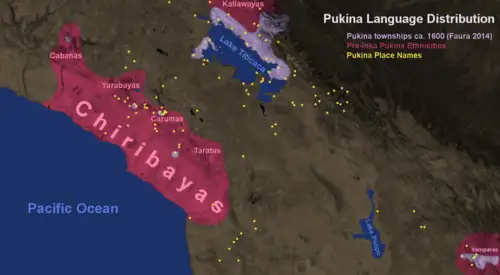 Kallawayas
Pukina Language Distribution
Pukina townships ca. 1600 (Faura 2014)
Pre-Inka Pukina Ethnicities
Pukina Place Names
Lake Titicaca
Cabanas
Yarabayas
Carumas
Chiribayas
Taratas
Pacific Ocean
Lake Poopo
Yamparas